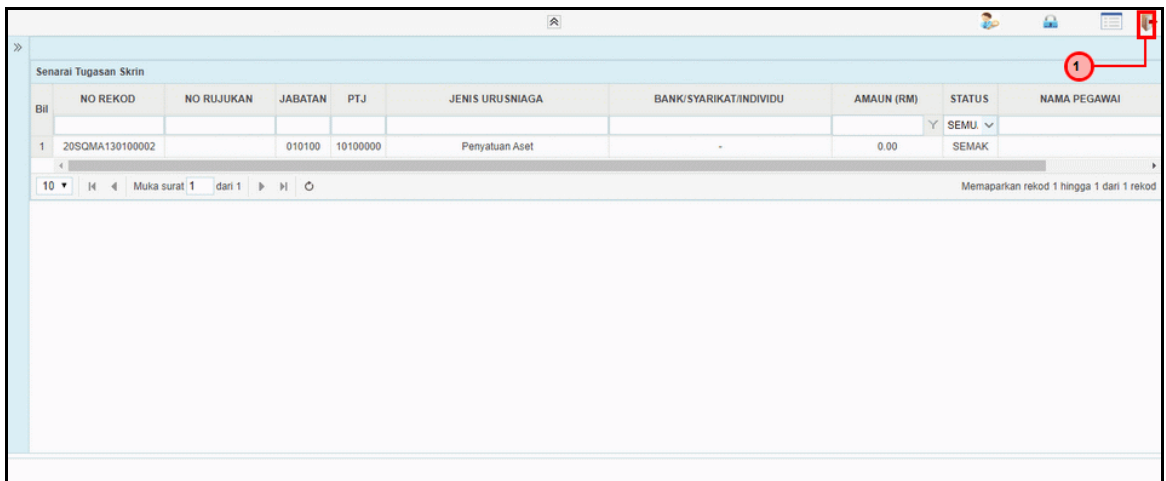 1
Senarai Tugasan Skrin
Bil NO REKOD NO RUJUKAN JABATAN PTJ JENIS URUSNIAGA BANK/SYARIKAT/INDIVIDU AMAUN (RM) STATUS NAMA PEGAWAI
SEMU.
1 20SQMA130100002 010100 10100000 Penyatuan Aset - 0.00 SEMAK
10 Muka surat 1 dari 1 Memaparkan rekod 1 hingga 1 dari 1 rekod